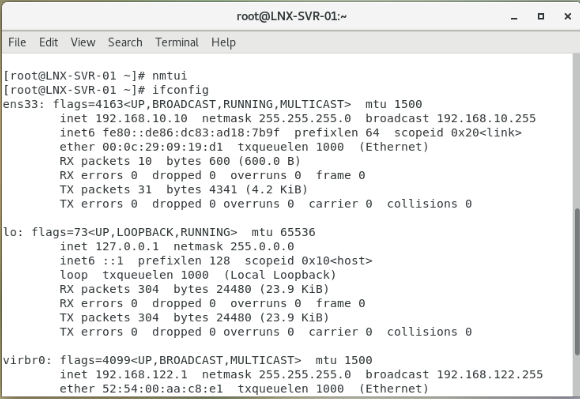 root@LNX-SVR-01:~
File Edit View Search Terminal Help
[root@LNX-SVR-01 ~]# nmtui
[root@LNX-SVR-01 ~]# ifconfig
ens33: flags=4163<UP,BROADCAST,RUNNING,MULTICAST>  mtu 1500
        inet 192.168.10.10  netmask 255.255.255.0  broadcast 192.168.10.255
        inet6 fe80::de86:dc83:ad18:7b9f  prefixlen 64  scopeid 0x20<link>
        ether 00:0c:29:09:19:d1  txqueuelen 1000  (Ethernet)
        RX packets 10  bytes 600 (600.0 B)
        RX errors 0  dropped 0  overruns 0  frame 0
        TX packets 31  bytes 4341 (4.2 KiB)
        TX errors 0  dropped 0 overruns 0  carrier 0  collisions 0
lo: flags=73<UP,LOOPBACK,RUNNING>  mtu 65536
        inet 127.0.0.1  netmask 255.0.0.0
        inet6 ::1  prefixlen 128  scopeid 0x10<host>
        loop  txqueuelen 1000  (Local Loopback)
        RX packets 304  bytes 24480 (23.9 KiB)
        RX errors 0  dropped 0  overruns 0  frame 0
        TX packets 304  bytes 24480 (23.9 KiB)
        TX errors 0  dropped 0 overruns 0  carrier 0  collisions 0
virbr0: flags=4099<UP,BROADCAST,MULTICAST>  mtu 1500
        inet 192.168.122.1  netmask 255.255.255.0  broadcast 192.168.122.255
        ether 52:54:00:aa:c8:e1  txqueuelen 1000  (Ethernet)